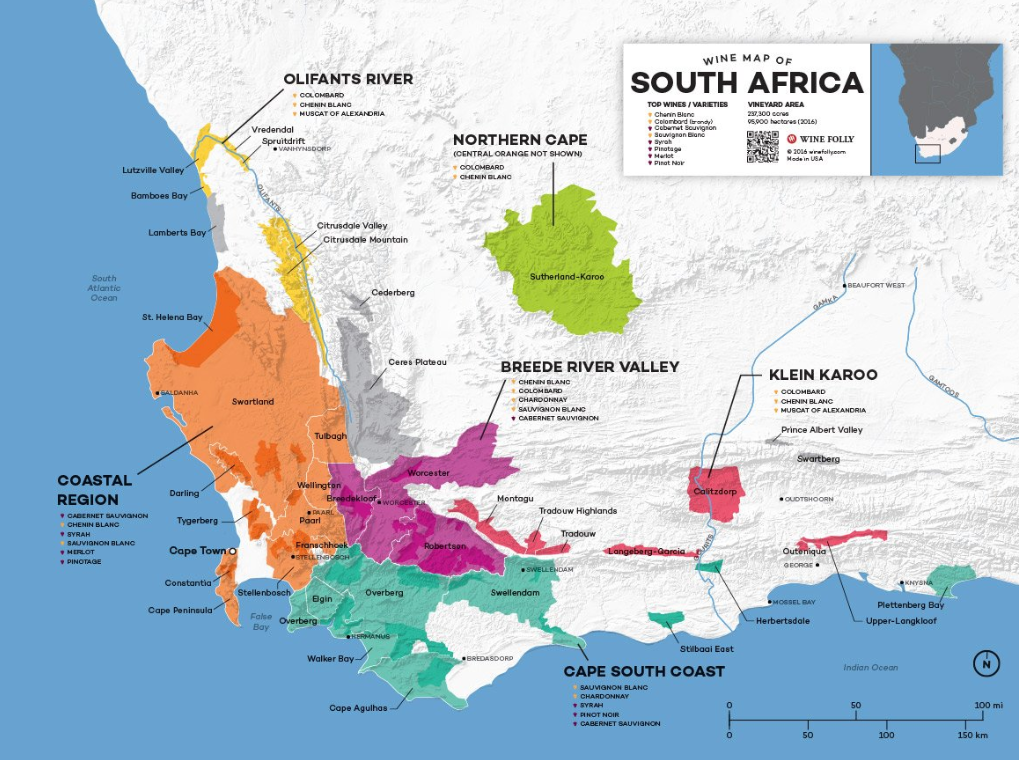 WINE MAP OF
SOUTH AFRICA
TOP WINES / VARIETIES
Chenin Blanc
Colombard (brandy)
Cabernet Sauvignon
Sauvignon Blanc
Syrah
Pinotage
Merlot
Pinot Noir
VINEYARD AREA
237,300 acres
95,900 hectares (2016)
WINE FOLLY
© 2016 winefolly.com
Made in USA
OLIFANTS RIVER
COLOMBARD
CHENIN BLANC
MUSCAT OF ALEXANDRIA
Vredendal
Spruitdrift
VANRHYNSDORP
Lutzville Valley
Bamboes Bay
OLIFANTS
Lamberts Bay
Citrusdale Valley
Citrusdale Mountain
South
Atlantic
Ocean
Cederberg
St. Helena Bay
Ceres Plateau
NORTHERN CAPE
(CENTRAL ORANGE NOT SHOWN)
COLOMBARD
CHENIN BLANC
Sutherland-Karoo
BEAUFORT WEST
GAMKA
GAMTOOS
BREEDE RIVER VALLEY
CHENIN BLANC
COLOMBARD
CHARDONNAY
SAUVIGNON BLANC
CABERNET SAUVIGNON
KLEIN KAROO
COLOMBARD
CHENIN BLANC
MUSCAT OF ALEXANDRIA
Prince Albert Valley
Swartberg
SALDANHA
Swartland
Tulbagh
COASTAL
REGION
CABERNET SAUVIGNON
CHENIN BLANC
SYRAH
SAUVIGNON BLANC
MERLOT
PINOTAGE
Darling
Wellington
Breedekloof
Worcester
WORCESTER
Calitzdorp
OUDTSHOORN
Montagu
Tradouw Highlands
Tradouw
Tygerberg
PAARL
Paarl
Cape Town
Franschhoek
STELLENBOSCH
Robertson
Langeberg-Garcia
GOURITS
Outeniqua
GEORGE
Constantia
Stellenbosch
Cape Peninsula
False
Bay
Elgin
Overberg
Overberg
SWELLENDAM
Swellendam
KNYSNA
Plettenberg Bay
MOSSEL BAY
Herbertsdale
Upper-Langkloof
HERMANUS
Walker Bay
BREDASDORP
Stilbaai East
Cape Agulhas
CAPE SOUTH COAST
SAUVIGNON BLANC
CHARDONNAY
SYRAH
PINOT NOIR
CABERNET SAUVIGNON
Indian Ocean
N
0 50 100 mi
0 50 100 150 km